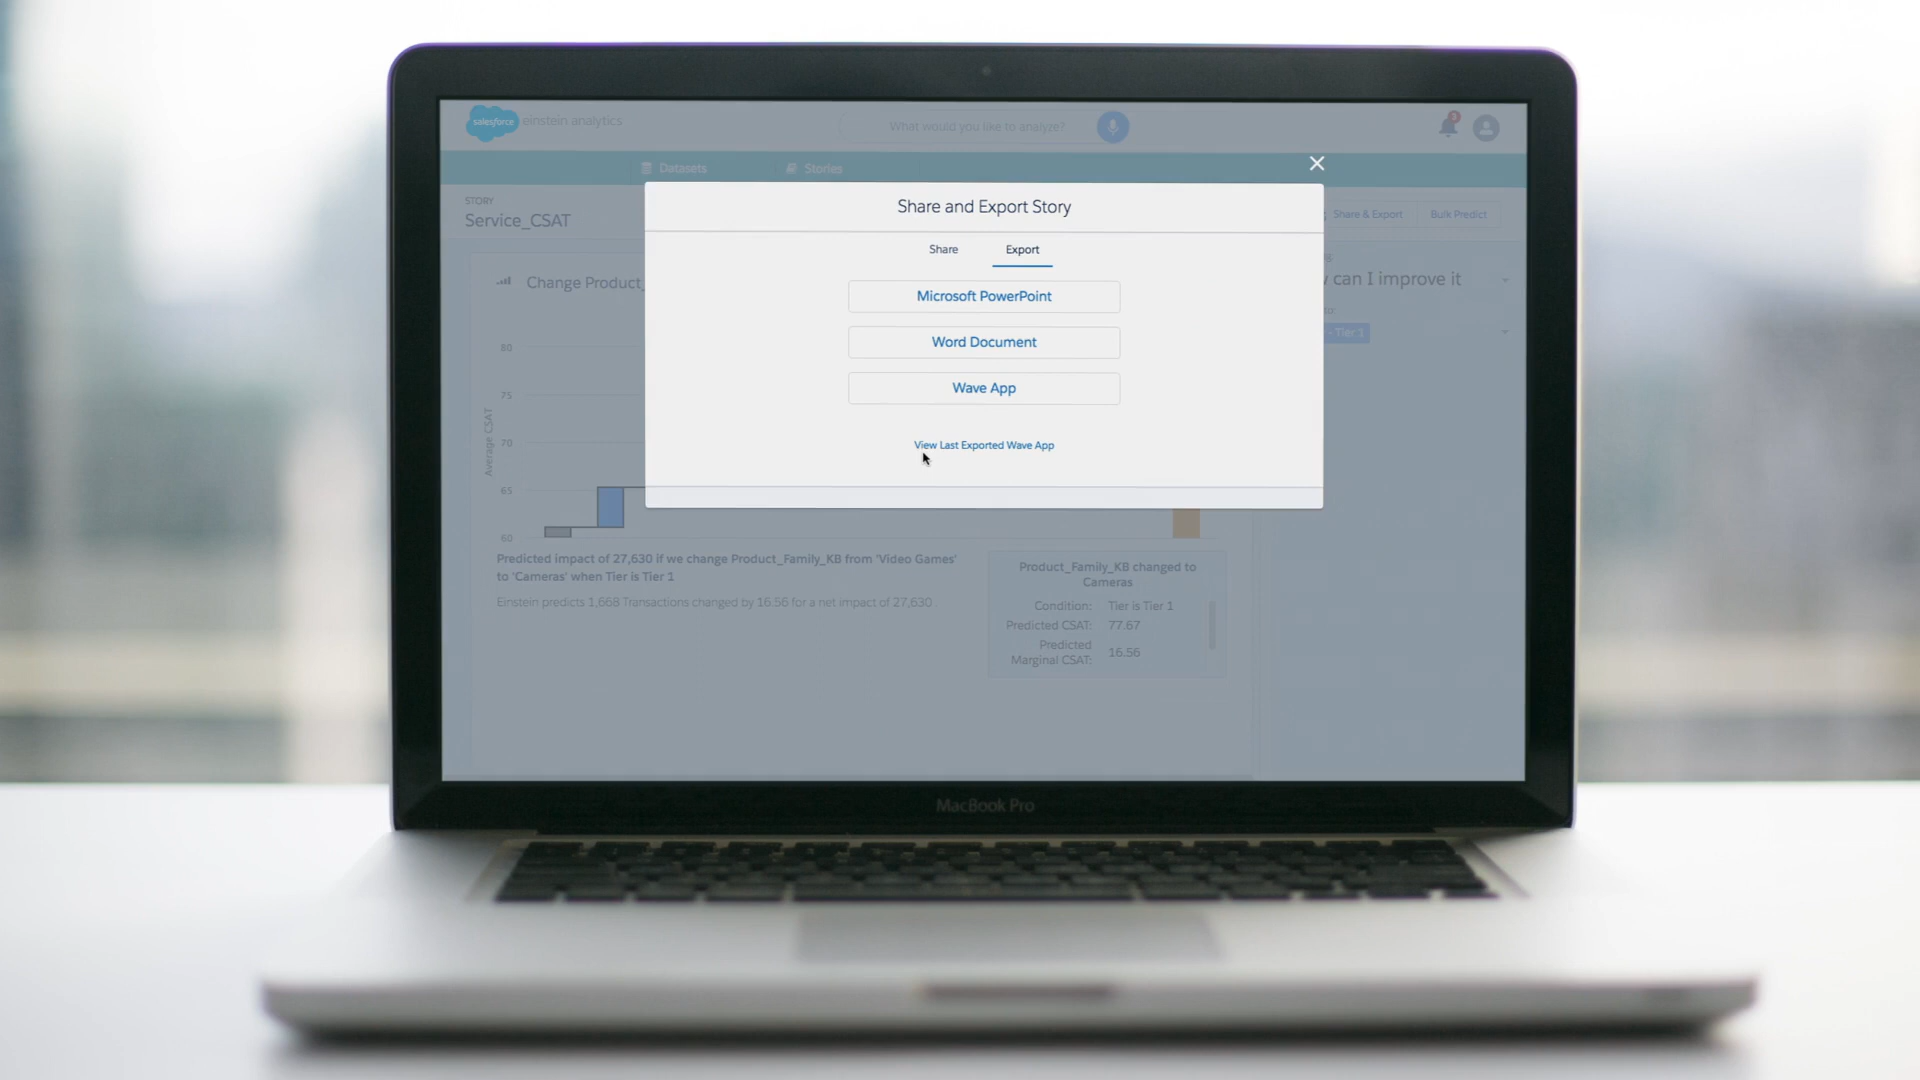 salesforce einstein analytics
What would you like to analyze?
3
Datasets
Stories
STORY
Service_CSAT
Share & Export
Bulk Predict
Share and Export Story
Share
Export
Microsoft PowerPoint
Word Document
Wave App
View Last Exported Wave App
Change Product_
can I improve it
to:
- Tier 1
Average CSAT
80
75
70
65
60
Predicted impact of 27,630 if we change Product_Family_KB from 'Video Games'
to 'Cameras' when Tier is Tier 1
Einstein predicts 1,668 Transactions changed by 16.56 for a net impact of 27,630
Product_Family_KB changed to
Cameras
Condition: Tier is Tier 1
Predicted CSAT: 77.67
Predicted
Marginal CSAT: 16.56
MacBook Pro